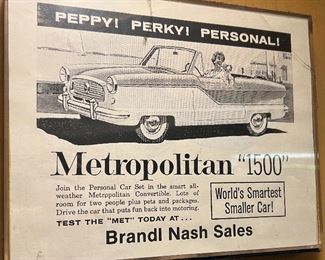 PEPPY! PERKY! PERSONAL!
Metropolitan "1500"
Join the Personal Car Set in the smart all-
weather Metropolitan Convertible. Lots of
room for two people plus pets and packages.
Drive the car that puts fun back into motoring.
TEST THE "MET" TODAY AT...
World's Smartest
Smaller Car!
Brandl Nash Sales